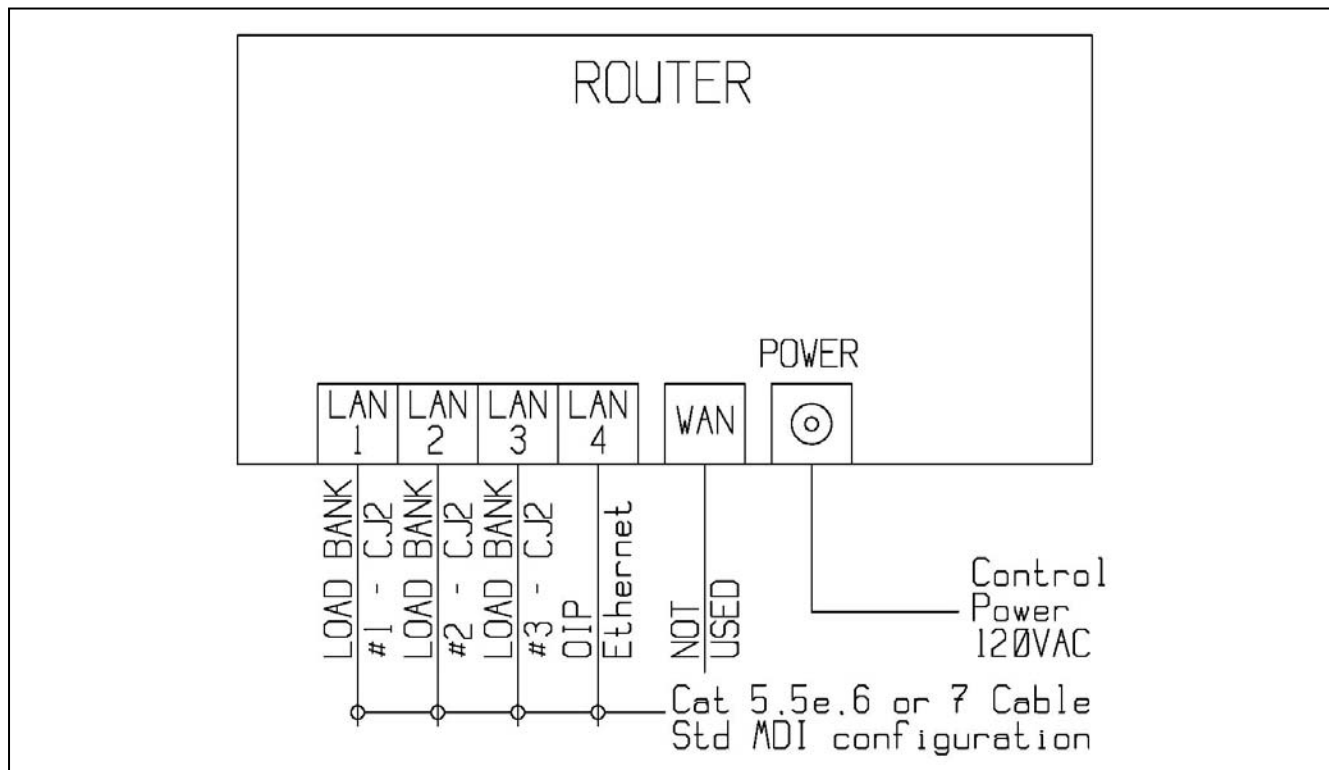 ROUTER
POWER
LAN
1
LAN
2
LAN
3
LAN
4
WAN
LOAD BANK
#1 - CJ2
LOAD BANK
#2 - CJ2
LOAD BANK
#3 - CJ2
OIP
Ethernet
NOT
USED
Control
Power
120VAC
Cat 5.5e.6 or 7 Cable
Std MDI configuration